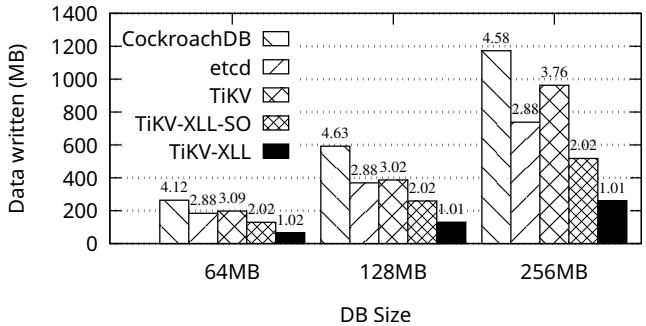 1400
1200
1000
800
600
400
200
0
Data written (MB)
CockroachDB
etcd
TiKV
TiKV-XLL-SO
TiKV-XLL
4.12
2.88
3.09
2.02
1.02
4.63
2.88
3.02
2.02
1.01
4.58
2.88
3.76
2.02
1.01
64MB
128MB
256MB
DB Size